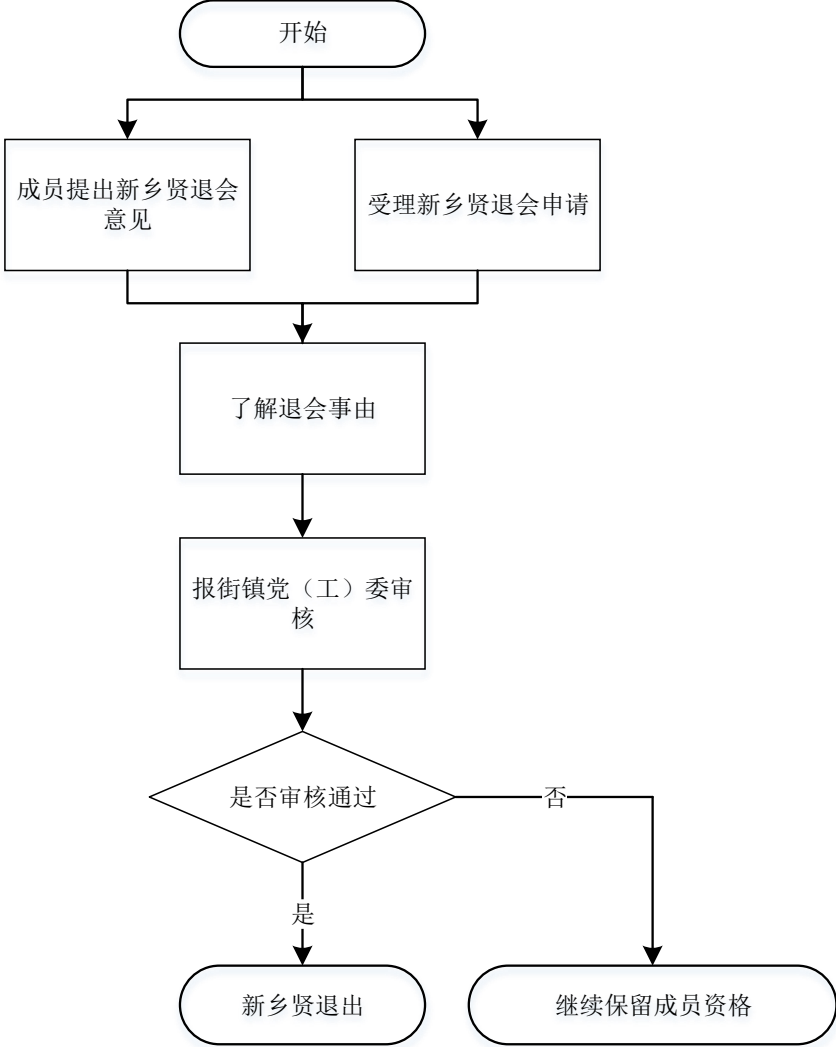 开始
成员提出新乡贤退会
意见
受理新乡贤退会申请
了解退会事由
报街镇党（工）委审
核
是否审核通过
否
是
新乡贤退出
继续保留成员资格